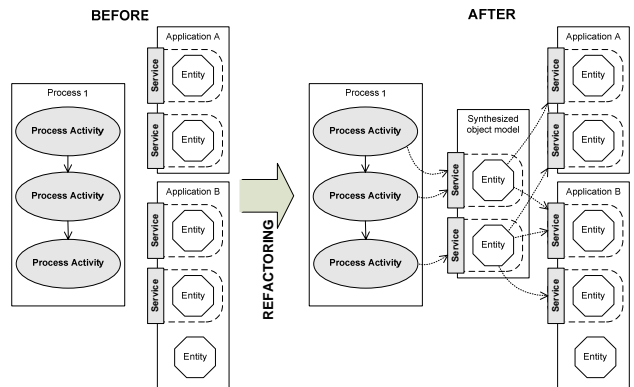 BEFORE
Application A
Service
Entity
Service
Entity
Process 1
Process Activity
Process Activity
Process Activity
Application B
Service
Entity
Service
Entity
Entity
REFACTORING
AFTER
Process 1
Process Activity
Process Activity
Process Activity
Synthesized
object model
Service
Entity
Service
Entity
Application A
Service
Entity
Service
Entity
Application B
Service
Entity
Service
Entity
Entity